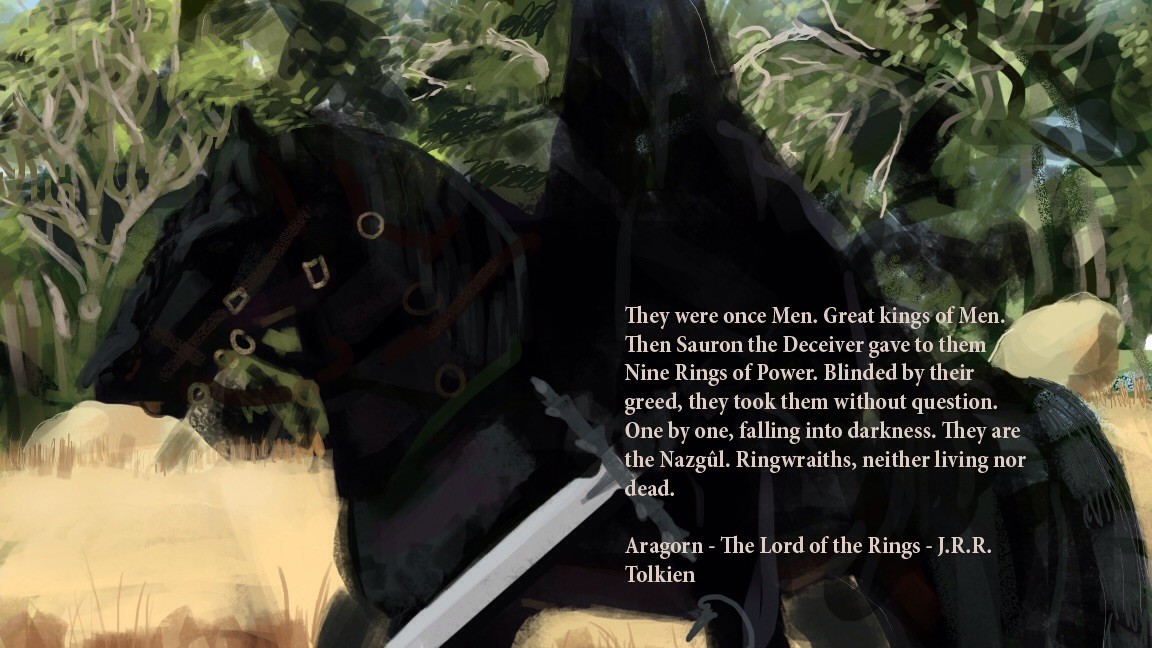 They were once Men. Great kings of Men.
Then Sauron the Deceiver gave to them
Nine Rings of Power. Blinded by their
greed, they took them without question.
One by one, falling into darkness. They are
the Nazgûl. Ringwraiths, neither living nor
dead.
Aragorn - The Lord of the Rings - J.R.R.
Tolkien